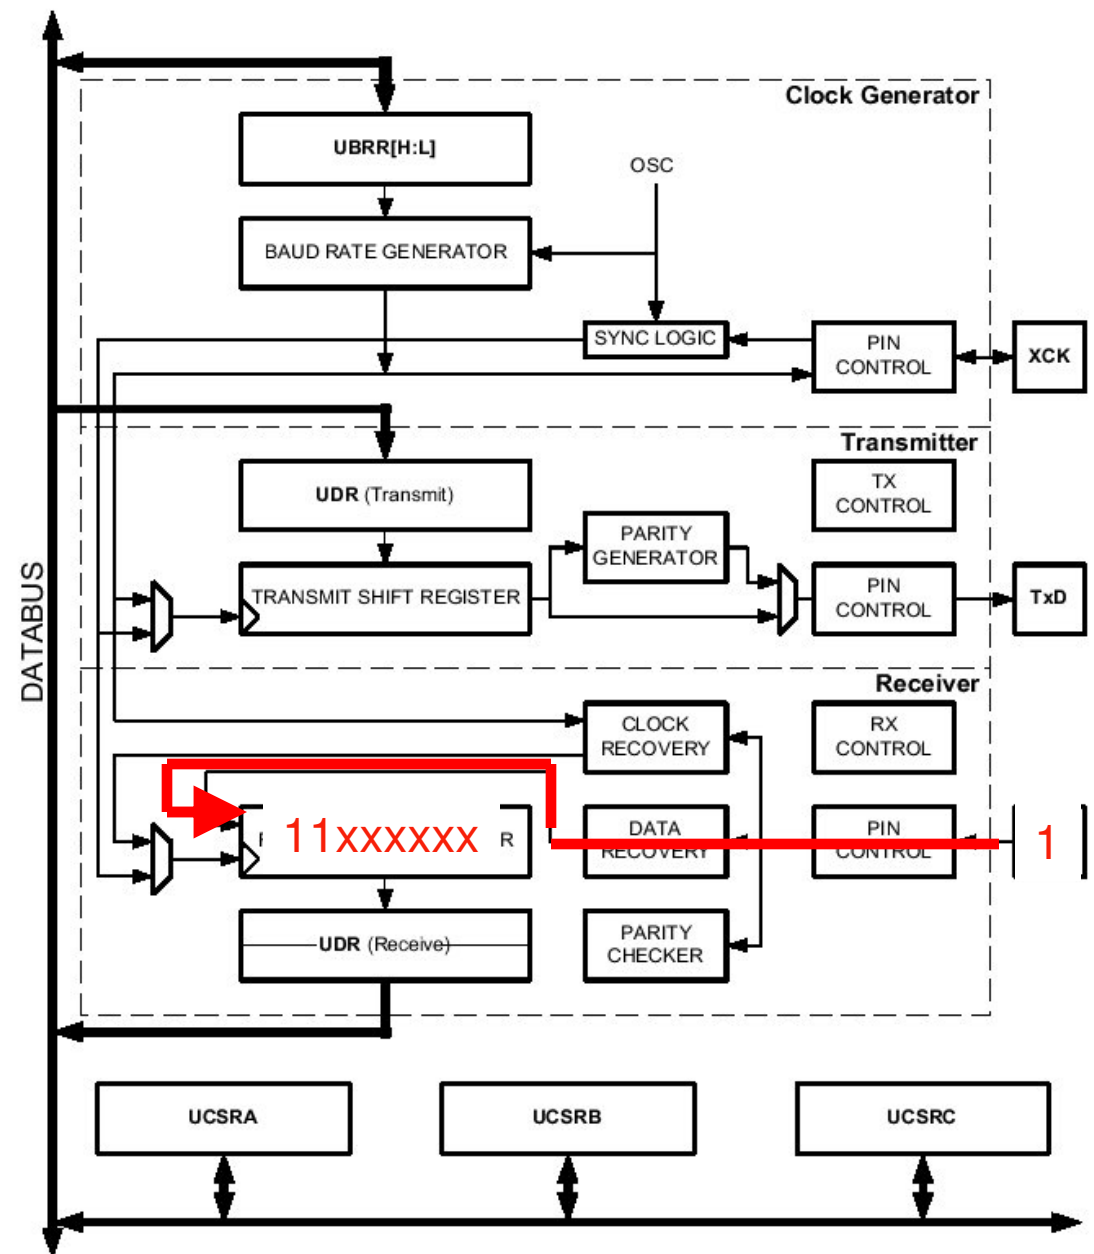 Clock Generator
UBRR[H:L]
OSC
BAUD RATE GENERATOR
SYNC LOGIC
PIN
CONTROL
XCK
Transmitter
UDR (Transmit)
TX
CONTROL
PARITY
GENERATOR
TRANSMIT SHIFT REGISTER
PIN
CONTROL
TxD
DATABUS
Receiver
CLOCK
RECOVERY
RX
CONTROL
11xxxxxx
R
DATA
RECOVERY
PIN
CONTROL
1
UDR (Receive)
PARITY
CHECKER
UCSRA
UCSRB
UCSRC